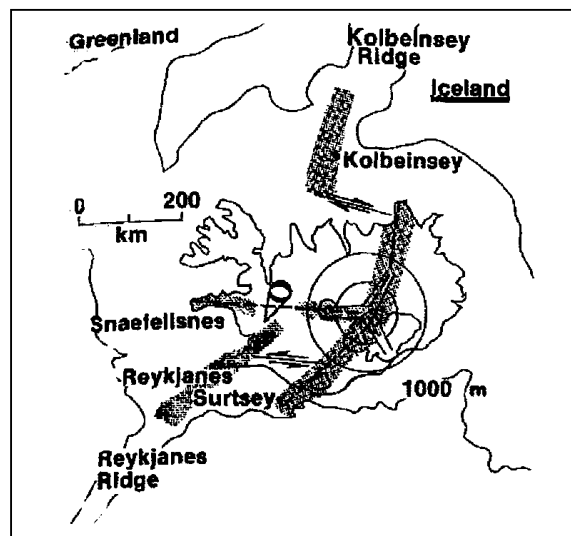 Greenland
Kolbeinsey
Ridge
Iceland
Kolbeinsey
0 200
km
Snaefellsnes
Reykjanes
Surtsey
1000 m
Reykjanes
Ridge